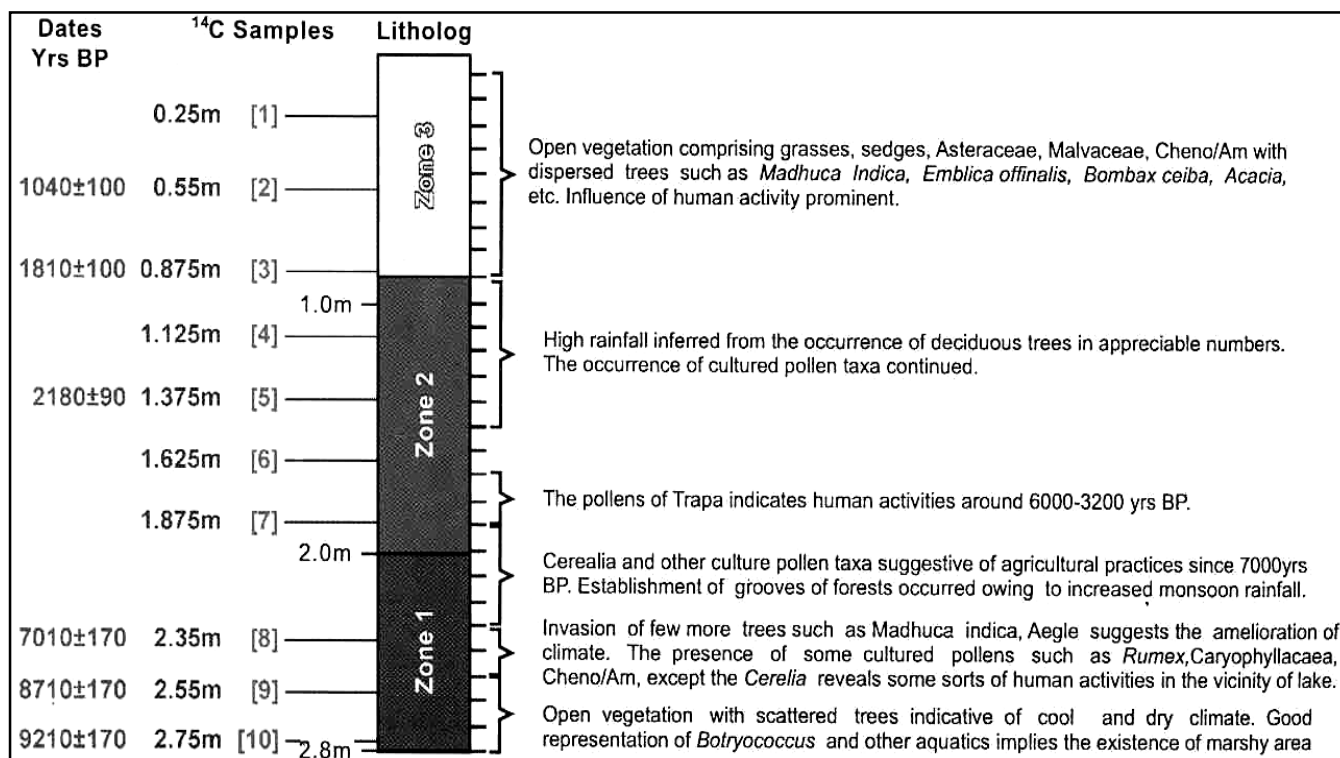 Dates
Yrs BP
14C Samples
Litholog
0.25m [1]
1040±100 0.55m [2]
1810±100 0.875m [3]
1.0m
1.125m [4]
2180±90 1.375m [5]
1.625m [6]
1.875m [7]
2.0m
7010±170 2.35m [8]
8710±170 2.55m [9]
9210±170 2.75m [10]
2.8m
Zone 3
Zone 2
Zone 1
Open vegetation comprising grasses, sedges, Asteraceae, Malvaceae, Cheno/Am with
dispersed trees such as Madhuca Indica, Emblica offinalis, Bombax ceiba, Acacia,
etc. Influence of human activity prominent.
High rainfall inferred from the occurrence of deciduous trees in appreciable numbers.
The occurrence of cultured pollen taxa continued.
The pollens of Trapa indicates human activities around 6000-3200 yrs BP.
Cerealia and other culture pollen taxa suggestive of agricultural practices since 7000yrs
BP. Establishment of grooves of forests occurred owing to increased monsoon rainfall.
Invasion of few more trees such as Madhuca indica, Aegle suggests the amelioration of
climate. The presence of some cultured pollens such as Rumex,Caryophyllacaea,
Cheno/Am, except the Cerelia reveals some sorts of human activities in the vicinity of lake.
Open vegetation with scattered trees indicative of cool and dry climate. Good
representation of Botryococcus and other aquatics implies the existence of marshy area